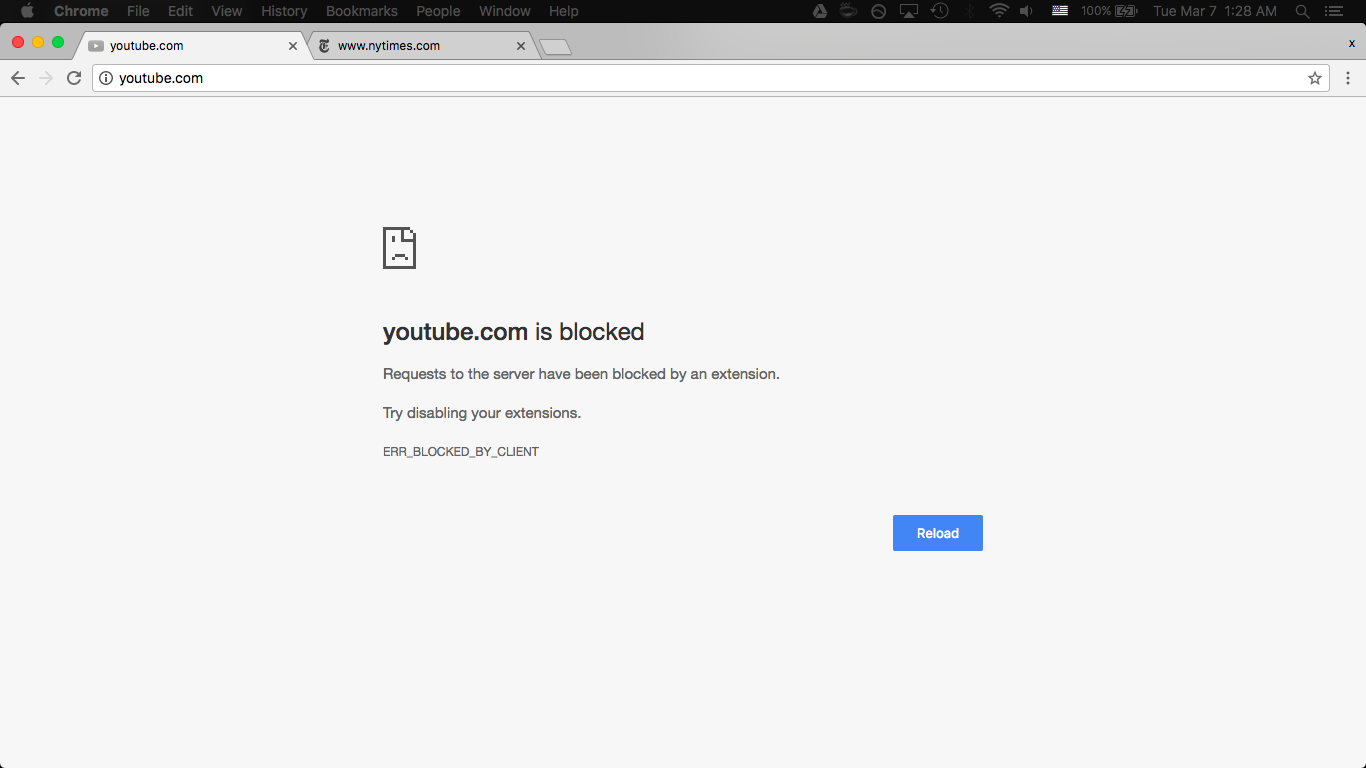 Chrome File Edit View History Bookmarks People Window Help 100% Tue Mar 7 1:28 AM
youtube.com www.nytimes.com x
youtube.com
youtube.com is blocked
Requests to the server have been blocked by an extension.
Try disabling your extensions.
ERR_BLOCKED_BY_CLIENT
Reload